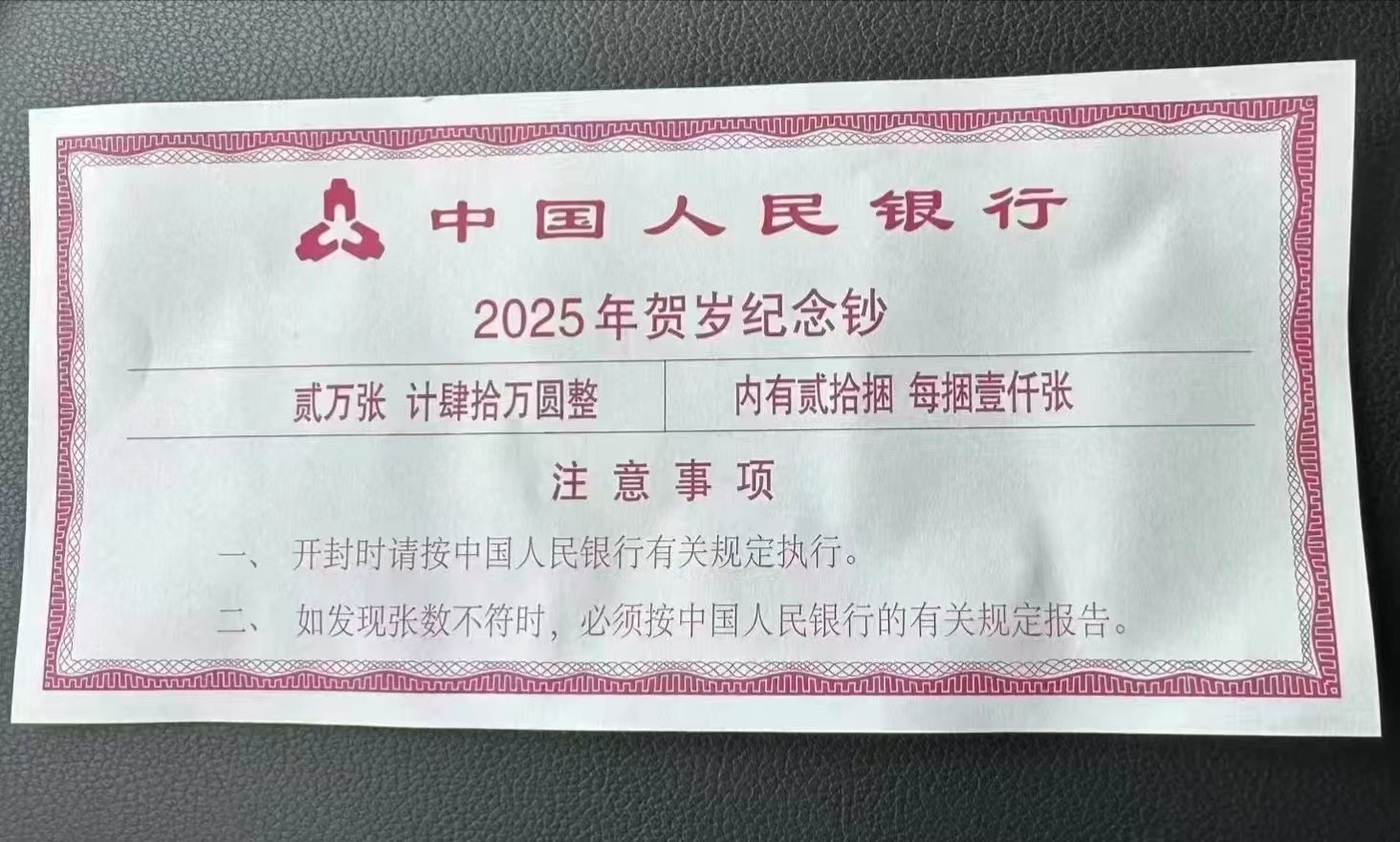 中国人民银行
2025年贺岁纪念钞
贰万张 计肆拾万圆整 内有贰拾捆 每捆壹仟张
注意事项
一、 开封时请按中国人民银行有关规定执行。
二、 如发现张数不符时，必须按中国人民银行的有关规定报告。